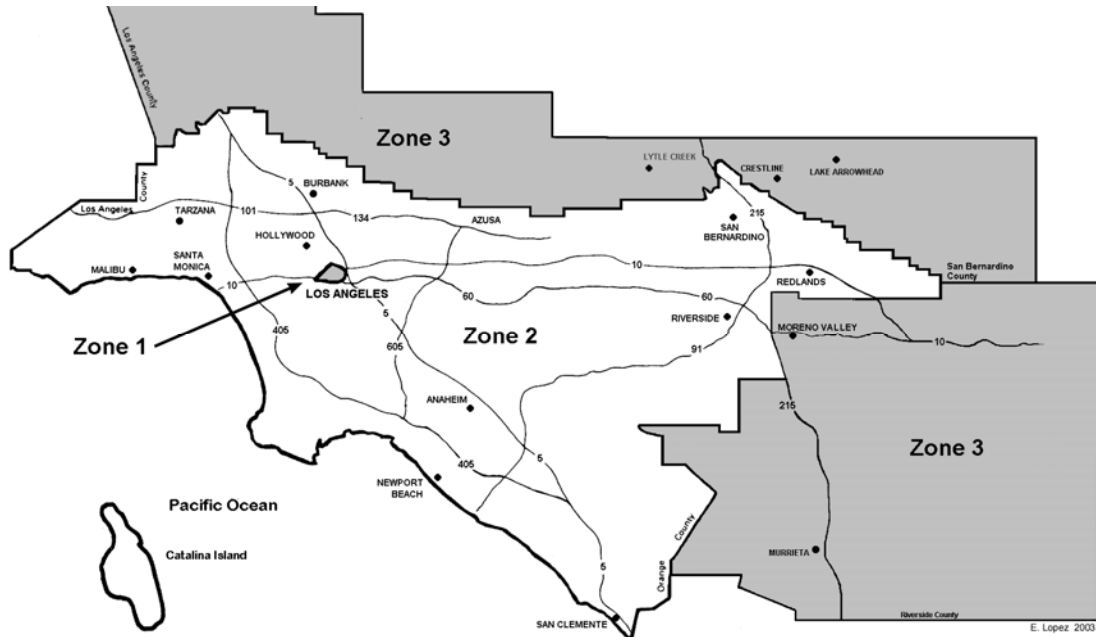 Los Angeles County
Zone 3
LYTLE CREEK
CRESTLINE
LAKE ARROWHEAD
County
Los Angeles
TARZANA
101
5
BURBANK
134
AZUSA
215
SAN
BERNARDINO
HOLLYWOOD
SANTA
MONICA
MALIBU
10
LOS ANGELES
10
REDLANDS
San Bernardino
County
60
60
Zone 1
405
5
Zone 2
RIVERSIDE
MORENO VALLEY
10
605
91
ANAHEIM
215
Zone 3
405
5
NEWPORT
BEACH
Pacific Ocean
Catalina Island
County
Orange
MURRIETA
5
SAN CLEMENTE
Riverside County
E. Lopez 2003